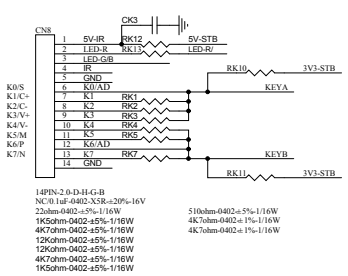 CK3
CN8
1 5V-IR RK12 5V-STB
2 LED-R RK13 LED-R/
3 LED-G/B
4 IR
5 GND
RK10 3V3-STB
K0/S 6 K0/AD KEYA
K1/C+ 7 K1 RK1
K2/C- 8 K2 RK2
K3/V+ 9 K3 RK3
K4/V- 10 K4 RK4
K5/M 11 K5 RK5
K6/P 12 K6/AD
K7/N 13 K7 RK7 KEYB
14 GND
RK11 3V3-STB
14PIN-2.0-D-H-G-B
NC/0.1uF-0402-X5R-±20%-16V
22ohm-0402-±5%-1/16W 510ohm-0402-±5%-1/16W
1K5ohm-0402-±5%-1/16W 4K7ohm-0402-±1%-1/16W
4K7ohm-0402-±5%-1/16W 4K7ohm-0402-±1%-1/16W
12Kohm-0402-±5%-1/16W
12Kohm-0402-±5%-1/16W
4K7ohm-0402-±5%-1/16W
1K5ohm-0402-±5%-1/16W